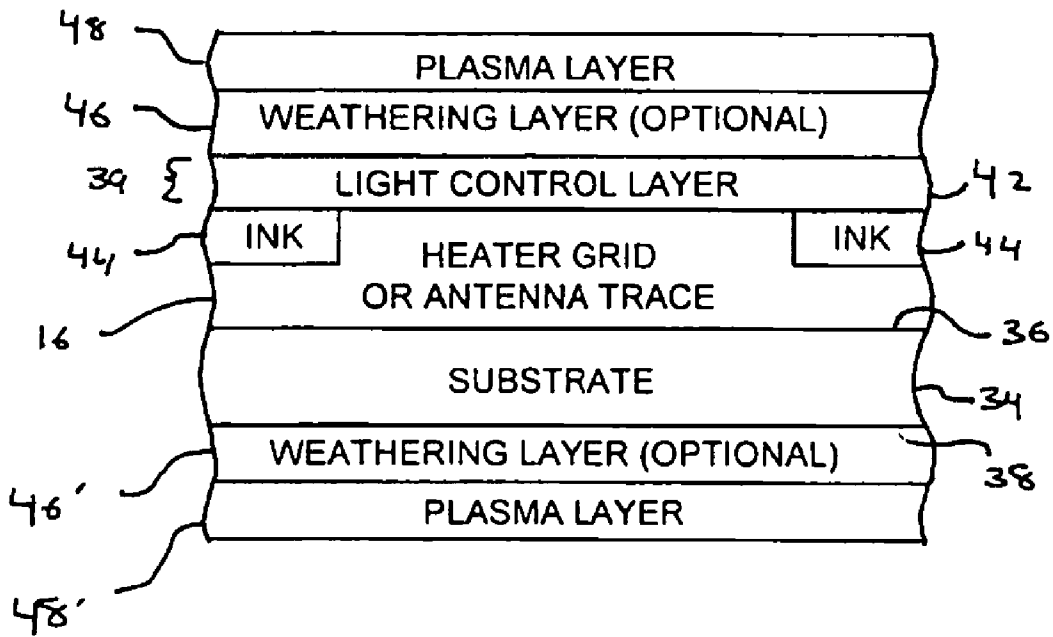 48
PLASMA LAYER
46
WEATHERING LAYER (OPTIONAL)
39
LIGHT CONTROL LAYER
42
44
INK
INK
44
HEATER GRID
OR ANTENNA TRACE
16
36
SUBSTRATE
34
WEATHERING LAYER (OPTIONAL)
38
46'
PLASMA LAYER
48'